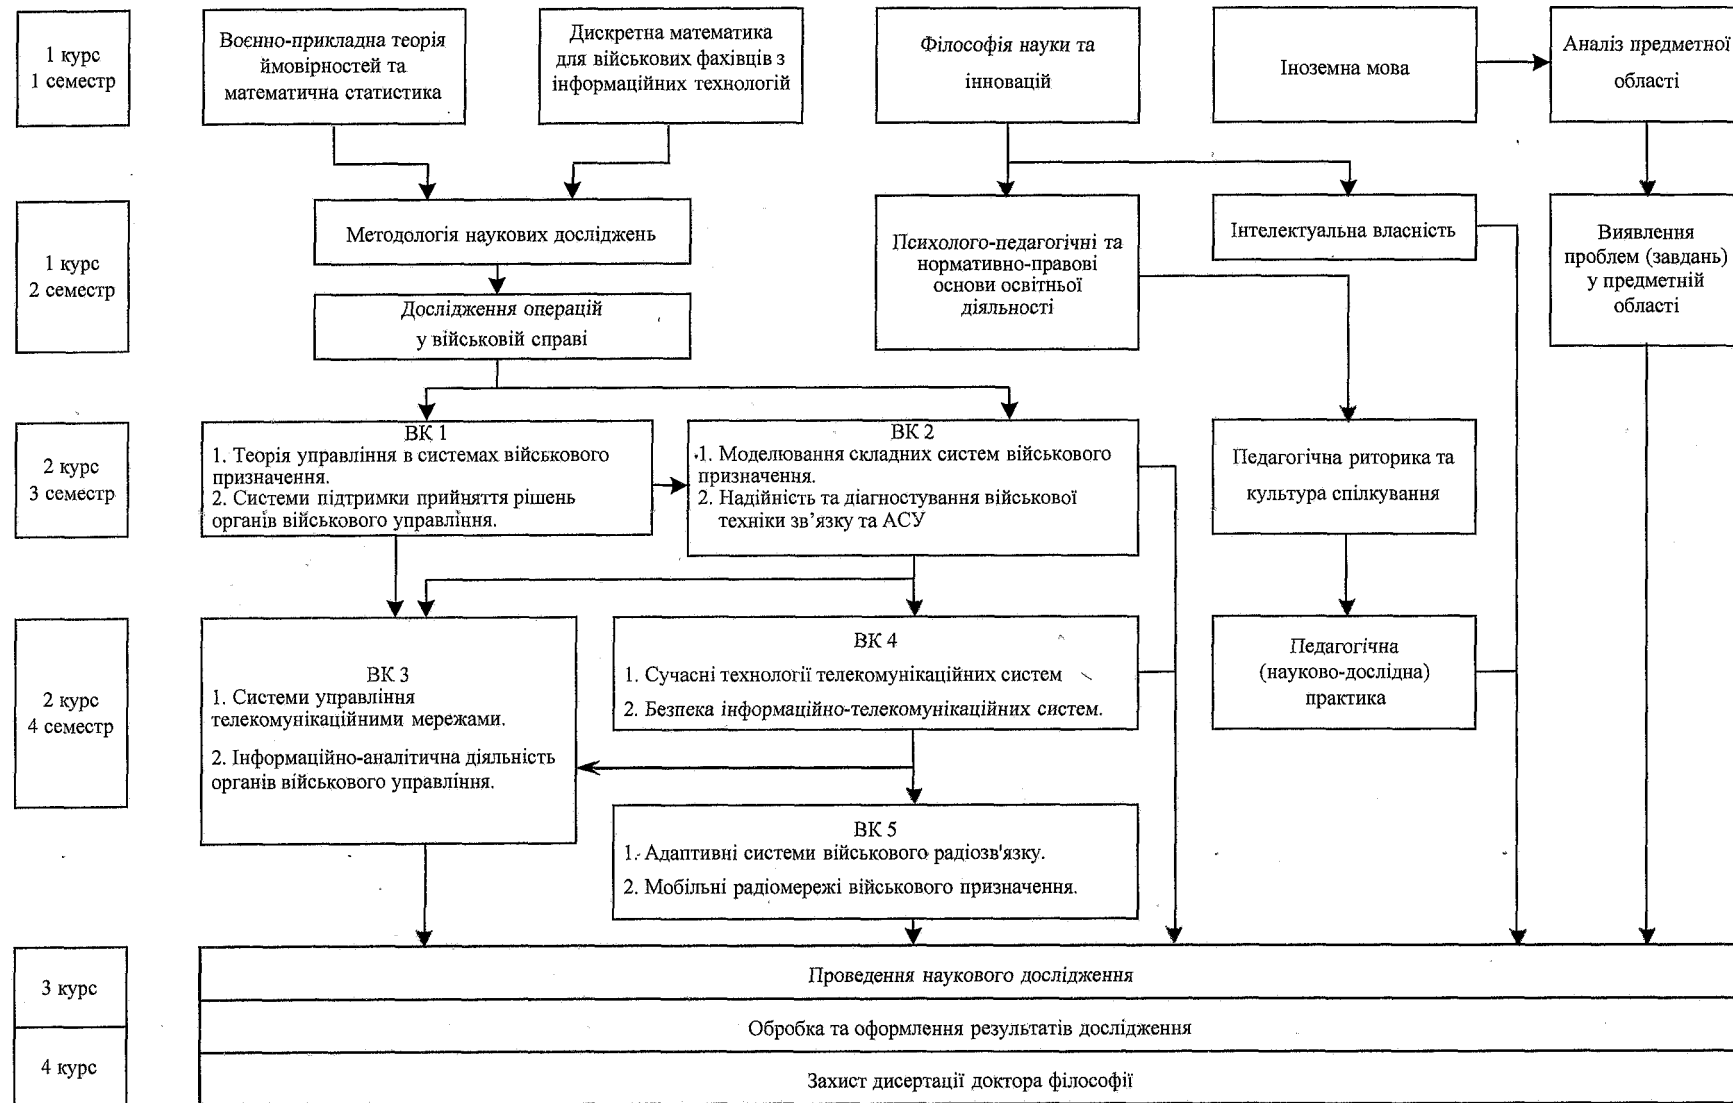 1 курс
1 семестр
Воєнно-прикладна теорія
ймовірностей та
математична статистика
Дискретна математика
для військових фахівців з
інформаційних технологій
Філософія науки та
інновацій
Іноземна мова
Аналіз предметної
області
1 курс
2 семестр
Методологія наукових досліджень
Дослідження операцій
у військовій справі
Психолого-педагогічні та
нормативно-правові
основи освітньої
діяльності
Інтелектуальна власність
Виявлення
проблем (завдань)
у предметній
області
2 курс
3 семестр
ВК 1
1. Теорія управління в системах військового
призначення.
2. Системи підтримки прийняття рішень
органів військового управління.
ВК 2
1. Моделювання складних систем військового
призначення.
2. Надійність та діагностування військової
техніки зв’язку та АСУ
Педагогічна риторика та
культура спілкування
2 курс
4 семестр
ВК 3
1. Системи управління
телекомунікаційними мережами.
2. Інформаційно-аналітична діяльність
органів військового управління.
ВК 4
1. Сучасні технології телекомунікаційних систем
2. Безпека інформаційно-телекомунікаційних систем.
Педагогічна
(науково-дослідна)
практика
ВК 5
1. Адаптивні системи військового радіозв'язку.
2. Мобільні радіомережі військового призначення.
3 курс
Проведення наукового дослідження
Обробка та оформлення результатів дослідження
4 курс
Захист дисертації доктора філософії